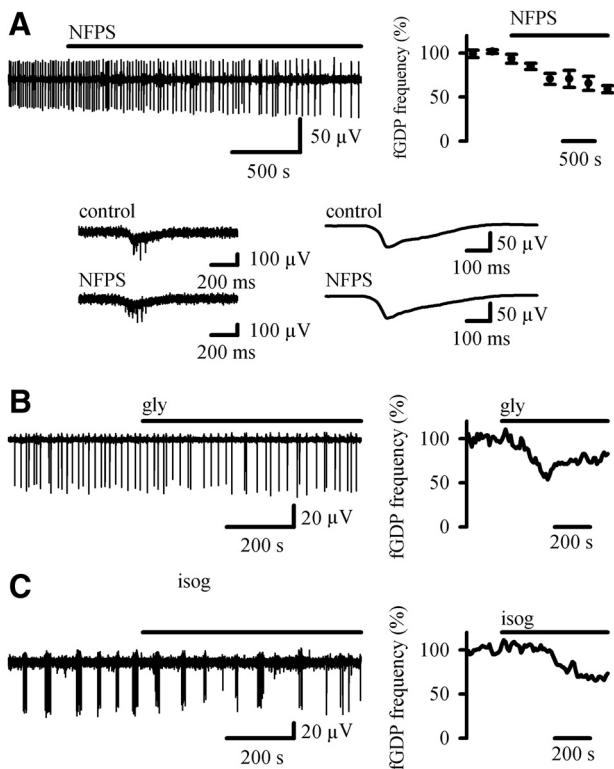 A
NFPS
50 µV
500 s
NFPS
fGDP frequency (%)
100
50
0
500 s
control
100 µV
200 ms
control
50 µV
100 ms
NFPS
100 µV
200 ms
NFPS
50 µV
100 ms
B
gly
20 µV
200 s
gly
fGDP frequency (%)
100
50
0
200 s
C
isog
20 µV
200 s
isog
fGDP frequency (%)
100
50
0
200 s